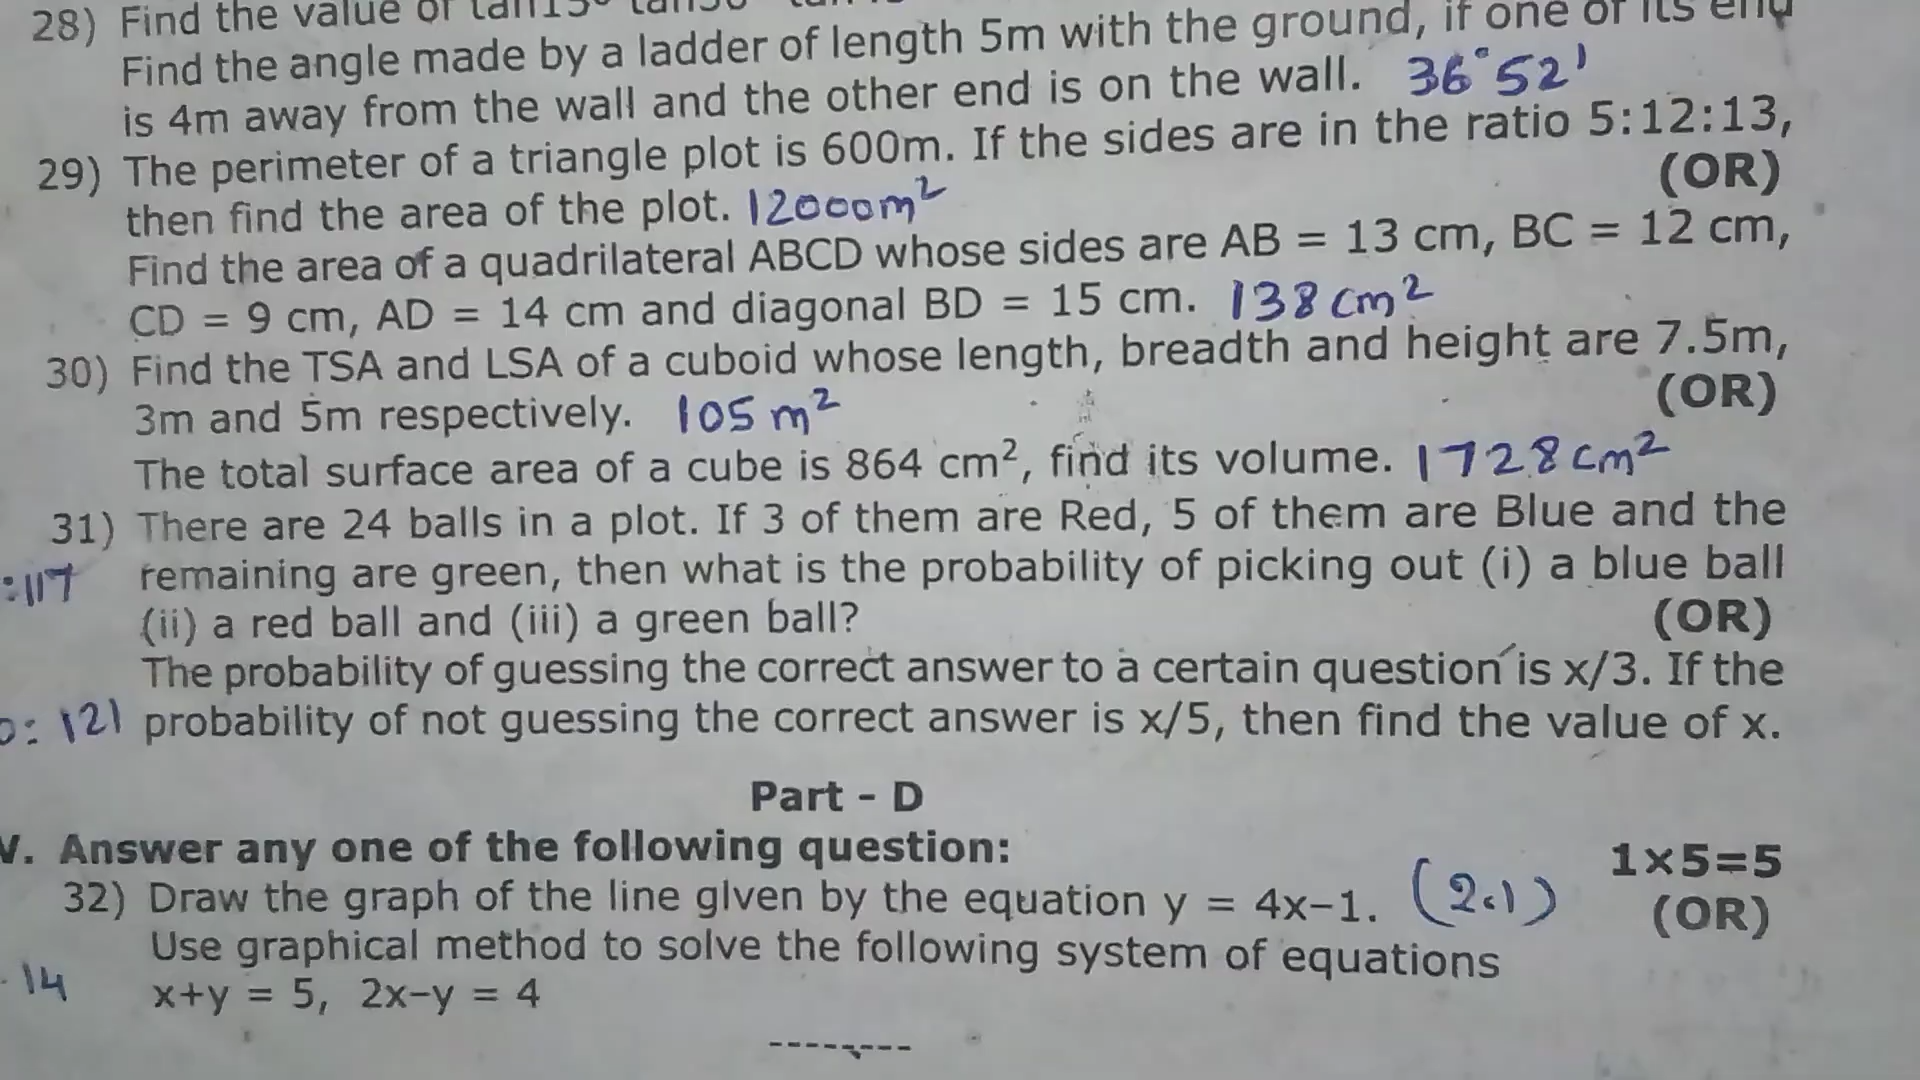 28) Find the value of tan15°
Find the angle made by a ladder of length 5m with the ground, if one of its end
is 4m away from the wall and the other end is on the wall. 36°52'
29) The perimeter of a triangle plot is 600m. If the sides are in the ratio 5:12:13,
then find the area of the plot. 12000m² (OR)
Find the area of a quadrilateral ABCD whose sides are AB = 13 cm, BC = 12 cm,
CD = 9 cm, AD = 14 cm and diagonal BD = 15 cm. 138cm²
30) Find the TSA and LSA of a cuboid whose length, breadth and height are 7.5m,
3m and 5m respectively. 105 m² (OR)
The total surface area of a cube is 864 cm², find its volume. 1728cm²
31) There are 24 balls in a plot. If 3 of them are Red, 5 of them are Blue and the
:117 remaining are green, then what is the probability of picking out (i) a blue ball
(ii) a red ball and (iii) a green ball? (OR)
The probability of guessing the correct answer to a certain question is x/3. If the
: 121 probability of not guessing the correct answer is x/5, then find the value of x.
Part - D
V. Answer any one of the following question: 1×5=5
32) Draw the graph of the line given by the equation y = 4x-1. (2.1) (OR)
Use graphical method to solve the following system of equations
14 x+y = 5, 2x-y = 4